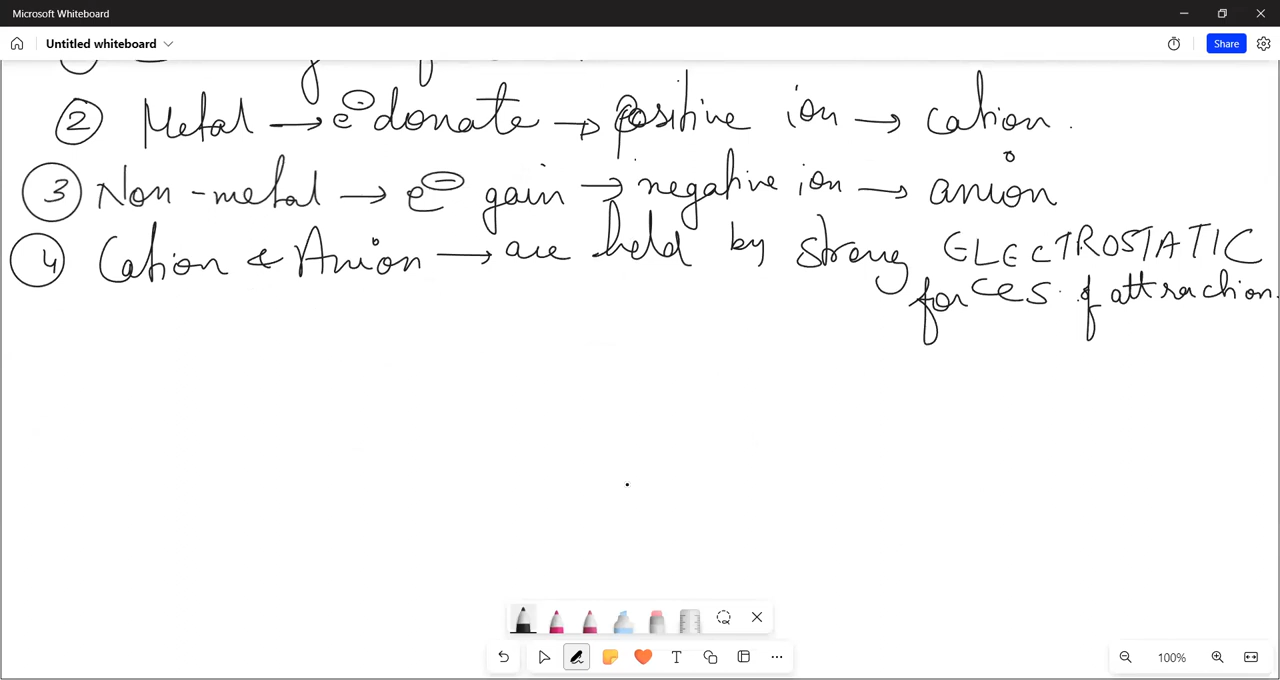 Microsoft Whiteboard
Untitled whiteboard
Share
② Metal → e⊖ donate → positive ion → cation.
③ Non-metal → e⊖ gain → negative ion → anion
④ Cation & Anion → are held by strong ELECTROSTATIC
forces of attraction.
100%